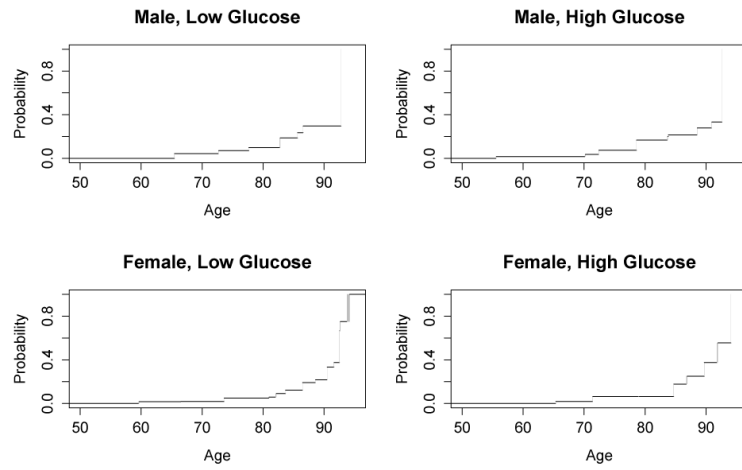 Male, Low Glucose
Probability
0.0 0.4 0.8
50 60 70 80 90
Age
Male, High Glucose
Probability
0.0 0.4 0.8
50 60 70 80 90
Age
Female, Low Glucose
Probability
0.0 0.4 0.8
50 60 70 80 90
Age
Female, High Glucose
Probability
0.0 0.4 0.8
50 60 70 80 90
Age